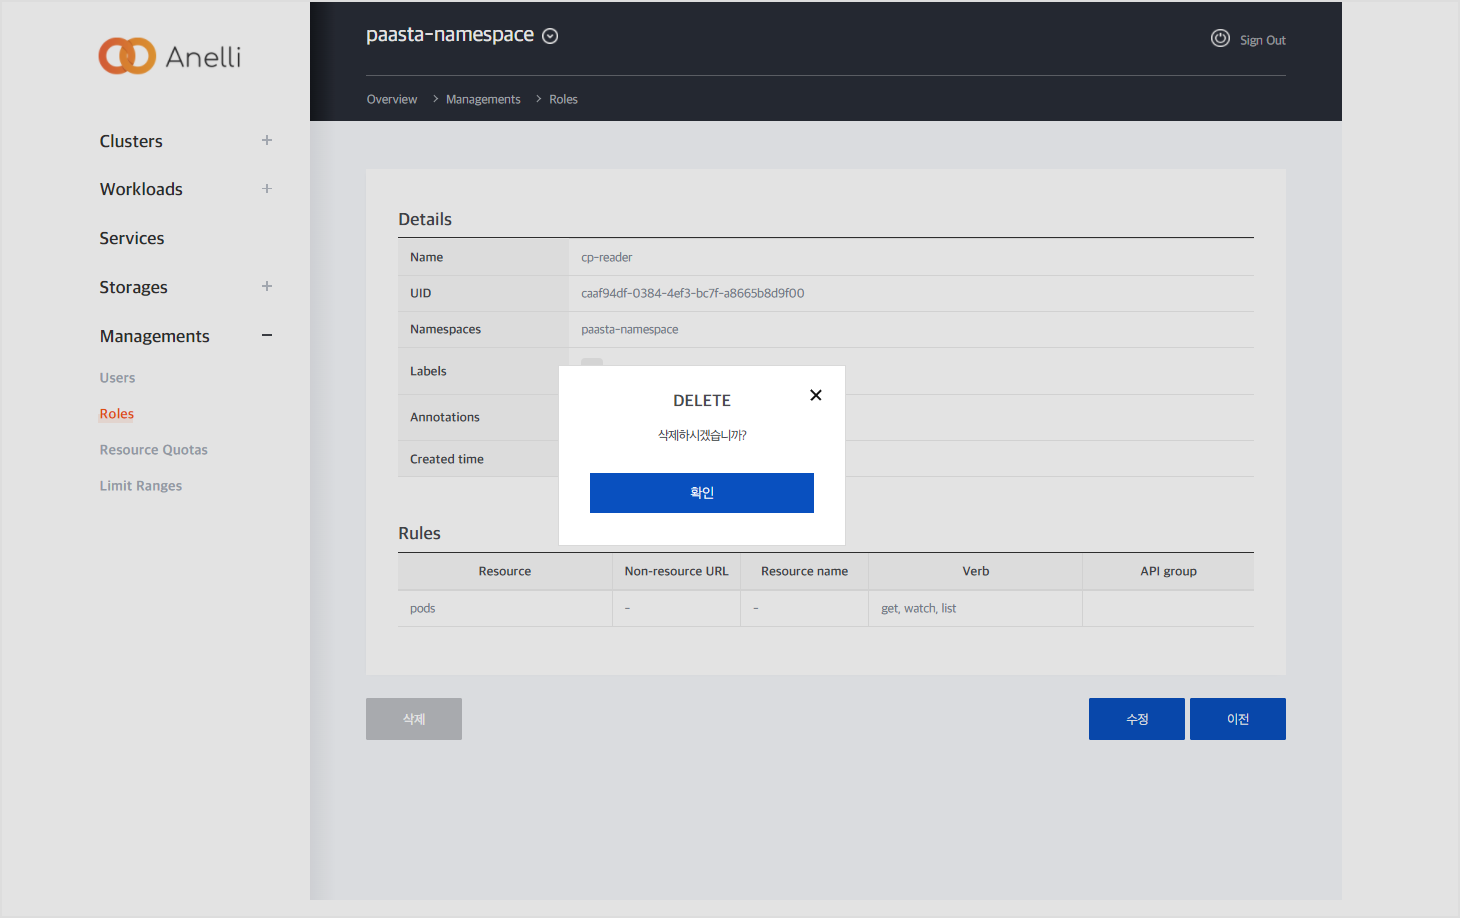 Anelli
Clusters
Workloads
Services
Storages
Managements
Users
Roles
Resource Quotas
Limit Ranges
paasta-namespace
Sign Out
Overview > Managements > Roles
Details
Name cp-reader
UID caaf94df-0384-4ef3-bc7f-a8665b8d9f00
Namespaces paasta-namespace
Labels
Annotations
Created time
DELETE
삭제하시겠습니까?
확인
Rules
Resource Non-resource URL Resource name Verb API group
pods - - get, watch, list
삭제 수정 이전